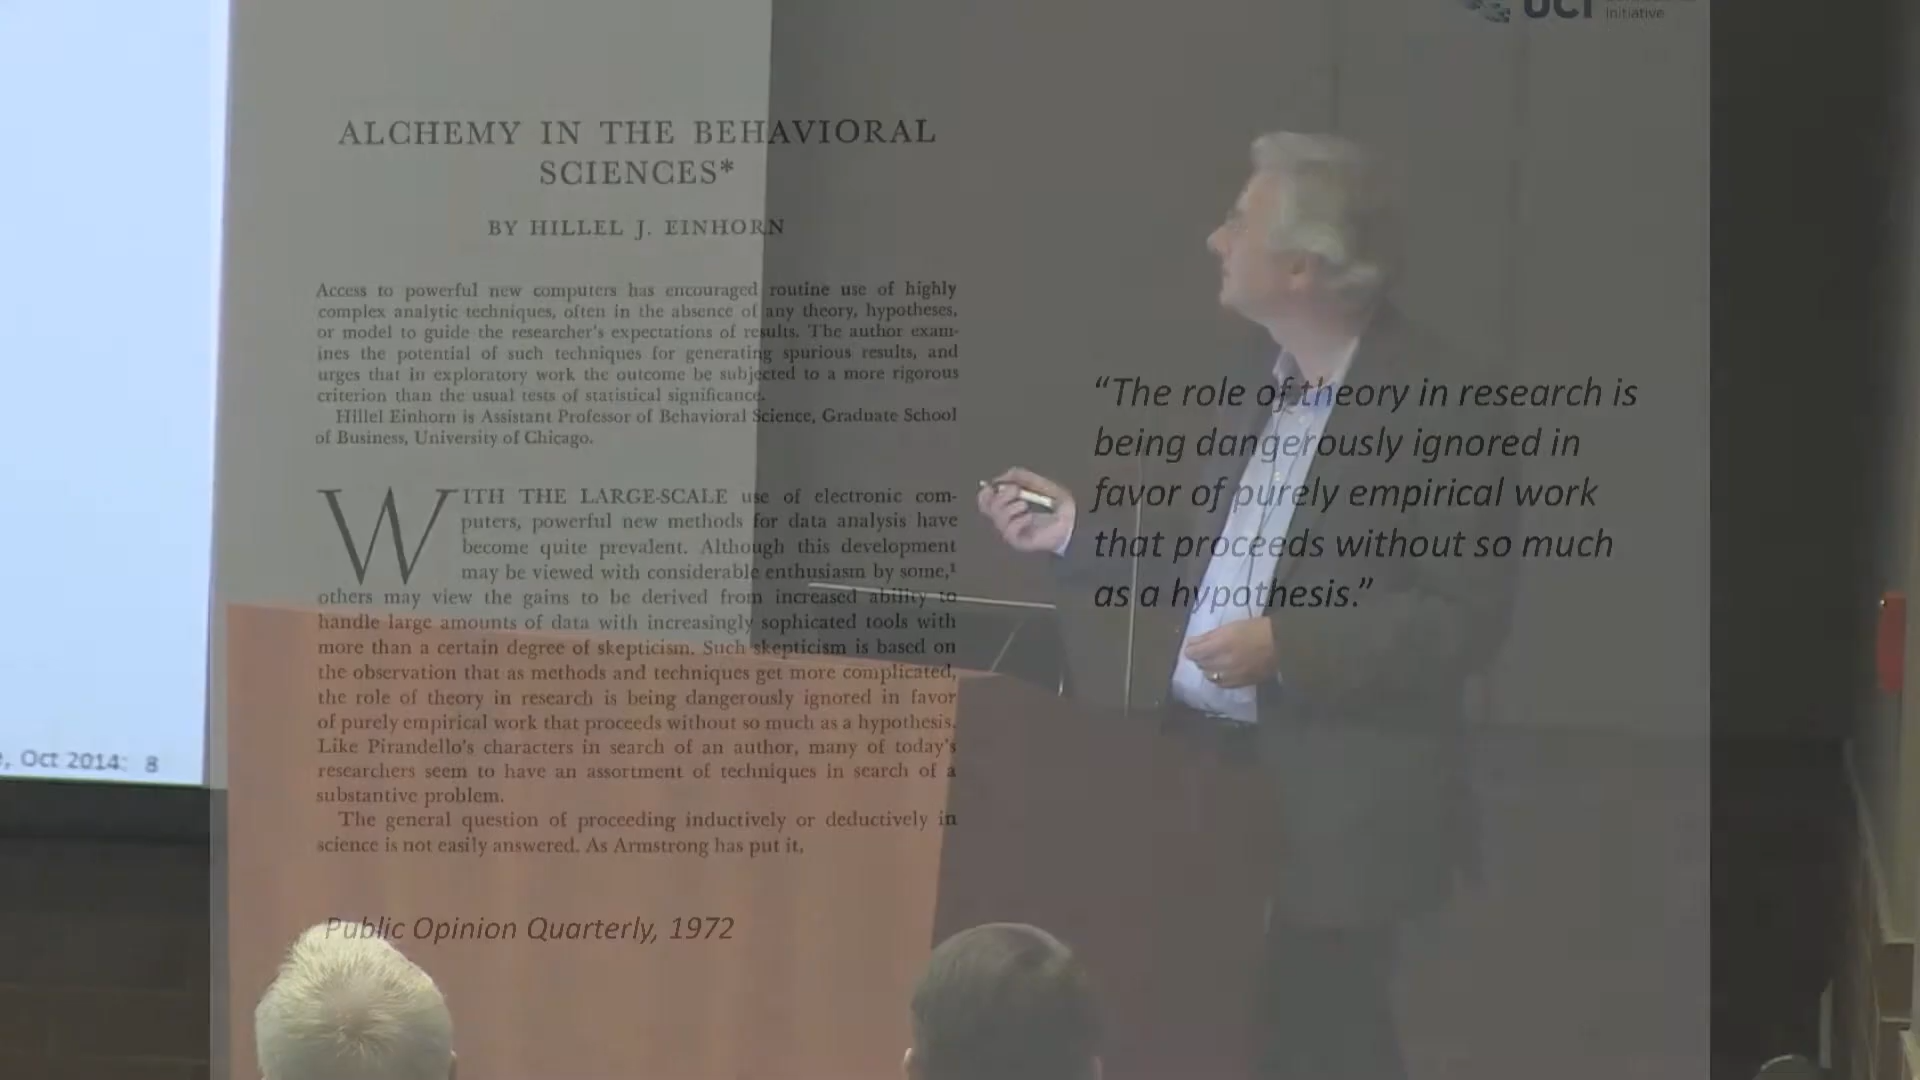 UCI
Initiative
ALCHEMY IN THE BEHAVIORAL
SCIENCES*
BY HILLEL J. EINHORN
Access to powerful new computers has encouraged routine use of highly
complex analytic techniques, often in the absence of any theory, hypotheses,
or model to guide the researcher's expectations of results. The author exam-
ines the potential of such techniques for generating spurious results, and
urges that in exploratory work the outcome be subjected to a more rigorous
criterion than the usual tests of statistical significance.
Hillel Einhorn is Assistant Professor of Behavioral Science, Graduate School
of Business, University of Chicago.
WITH THE LARGE-SCALE use of electronic com-
puters, powerful new methods for data analysis have
become quite prevalent. Although this development
may be viewed with considerable enthusiasm by some,¹
others may view the gains to be derived from increased ability to
handle large amounts of data with increasingly sophicated tools with
more than a certain degree of skepticism. Such skepticism is based on
the observation that as methods and techniques get more complicated,
the role of theory in research is being dangerously ignored in favor
of purely empirical work that proceeds without so much as a hypothesis.
Like Pirandello's characters in search of an author, many of today's
researchers seem to have an assortment of techniques in search of a
substantive problem.
The general question of proceeding inductively or deductively in
science is not easily answered. As Armstrong has put it,
Public Opinion Quarterly, 1972
“The role of theory in research is
being dangerously ignored in
favor of purely empirical work
that proceeds without so much
as a hypothesis.”
, Oct 2014: 8